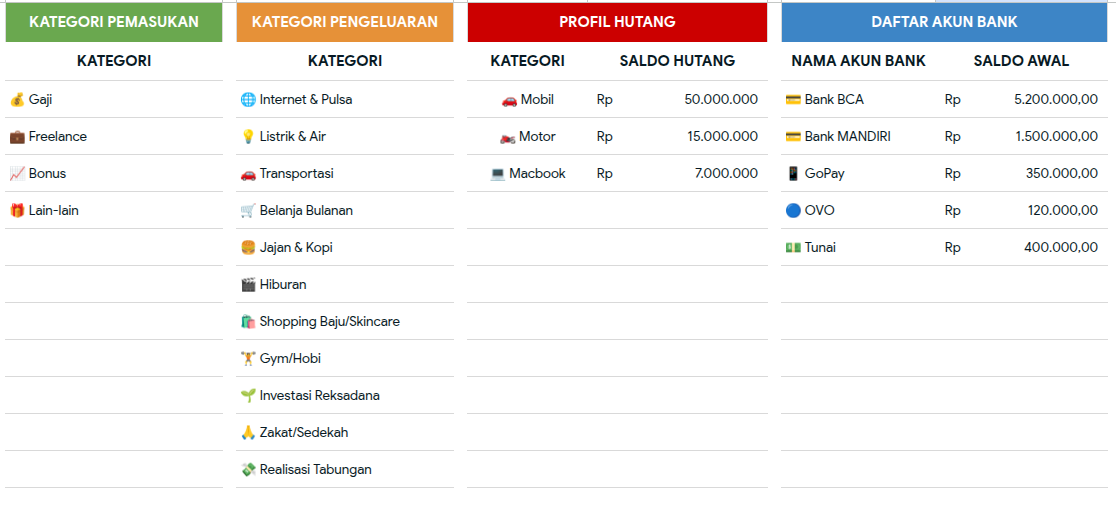 KATEGORI PEMASUKAN KATEGORI PENGELUARAN PROFIL HUTANG DAFTAR AKUN BANK
KATEGORI KATEGORI KATEGORI SALDO HUTANG NAMA AKUN BANK SALDO AWAL
💰 Gaji 🌐 Internet & Pulsa 🚗 Mobil Rp 50.000.000 💳 Bank BCA Rp 5.200.000,00
💼 Freelance 💡 Listrik & Air 🏍️ Motor Rp 15.000.000 💳 Bank MANDIRI Rp 1.500.000,00
📈 Bonus 🚗 Transportasi 💻 Macbook Rp 7.000.000 📱 GoPay Rp 350.000,00
🎁 Lain-lain 🛒 Belanja Bulanan 🔵 OVO Rp 120.000,00
🍔 Jajan & Kopi 💵 Tunai Rp 400.000,00
🎬 Hiburan
🛍️ Shopping Baju/Skincare
🏋️ Gym/Hobi
🌱 Investasi Reksadana
🙏 Zakat/Sedekah
💸 Realisasi Tabungan